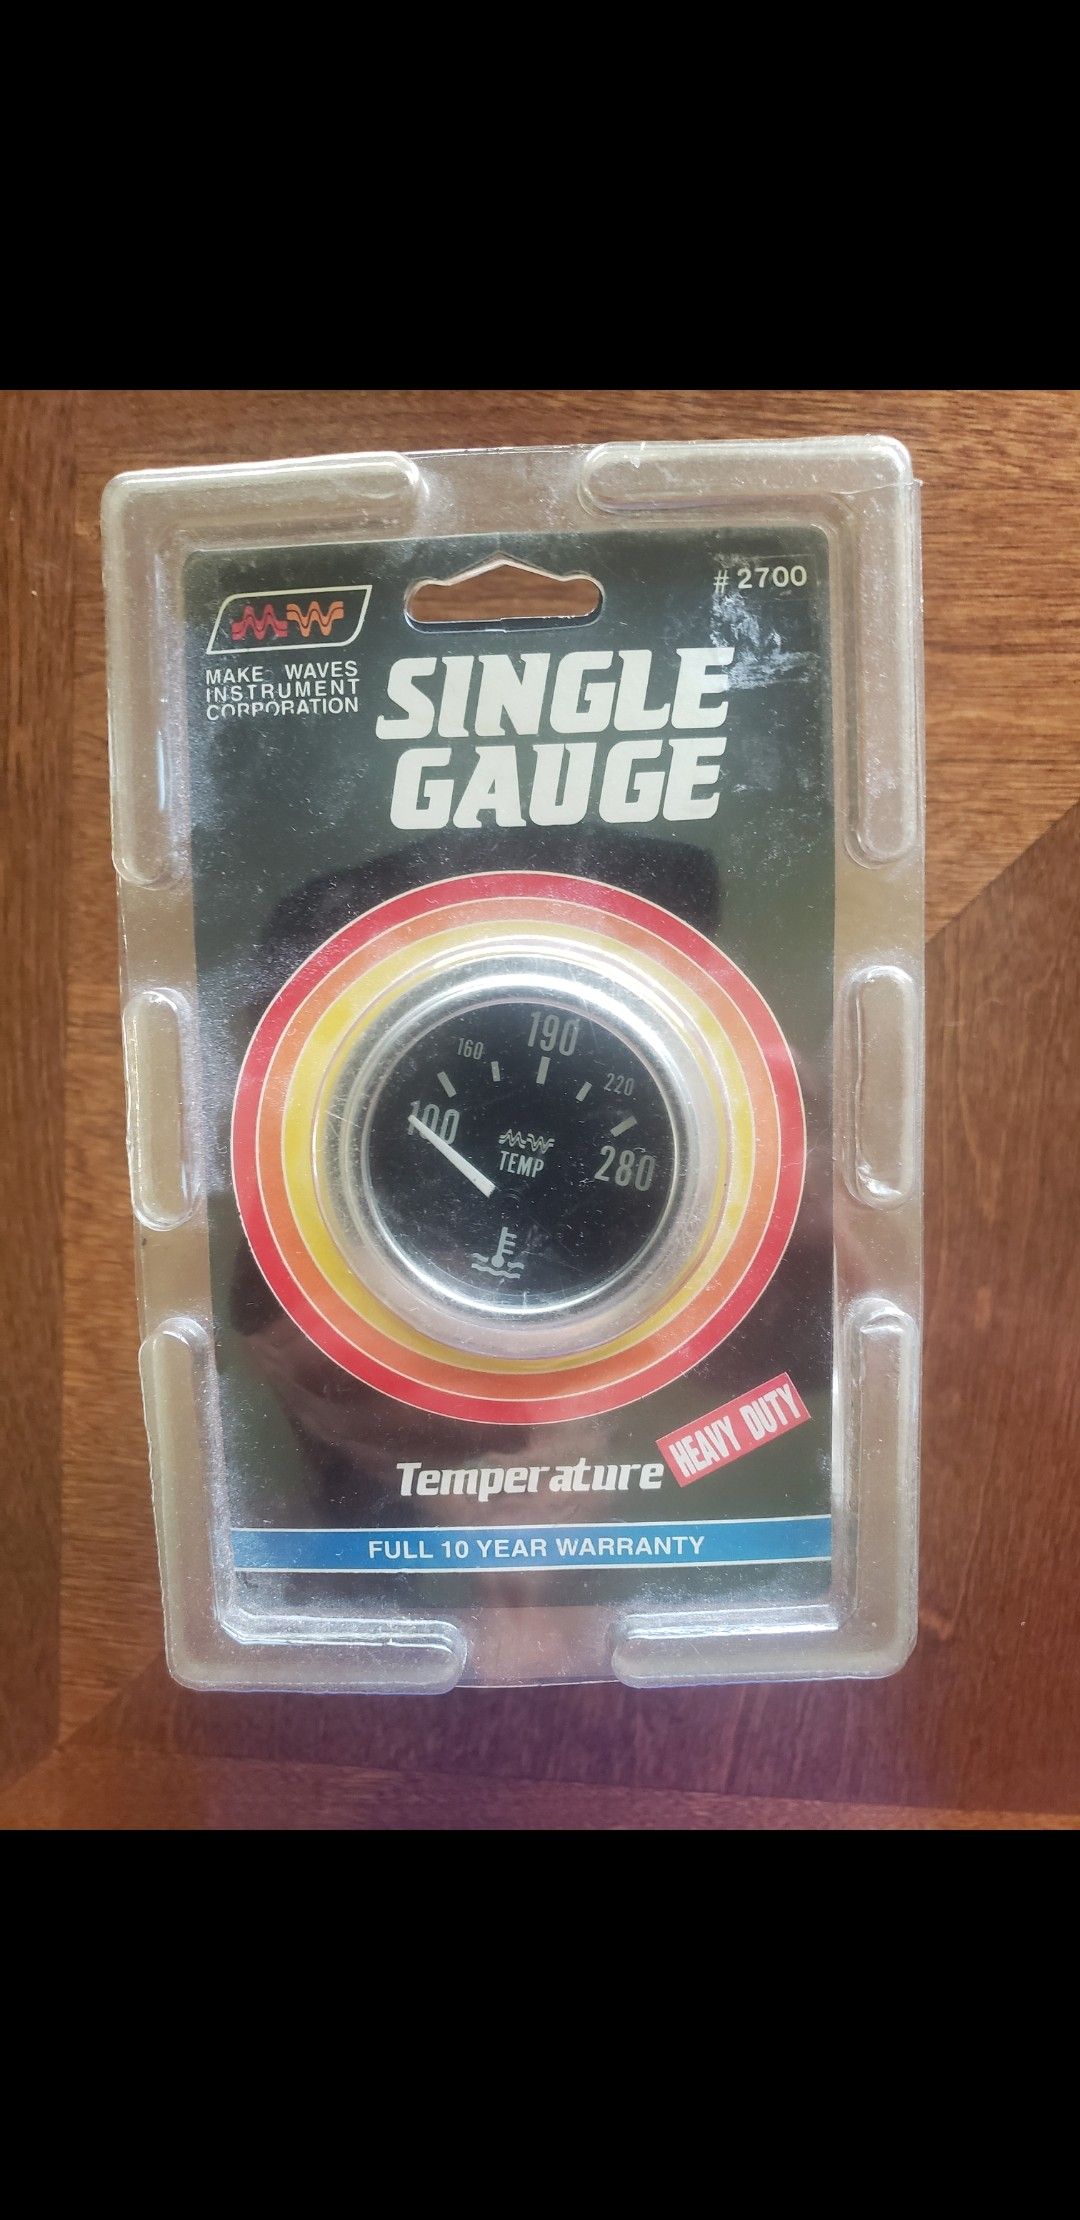 # 2700
MW
MAKE WAVES
INSTRUMENT
CORPORATION
SINGLE
GAUGE
190
160
220
100
280
MW
TEMP
HEAVY DUTY
Temperature
FULL 10 YEAR WARRANTY